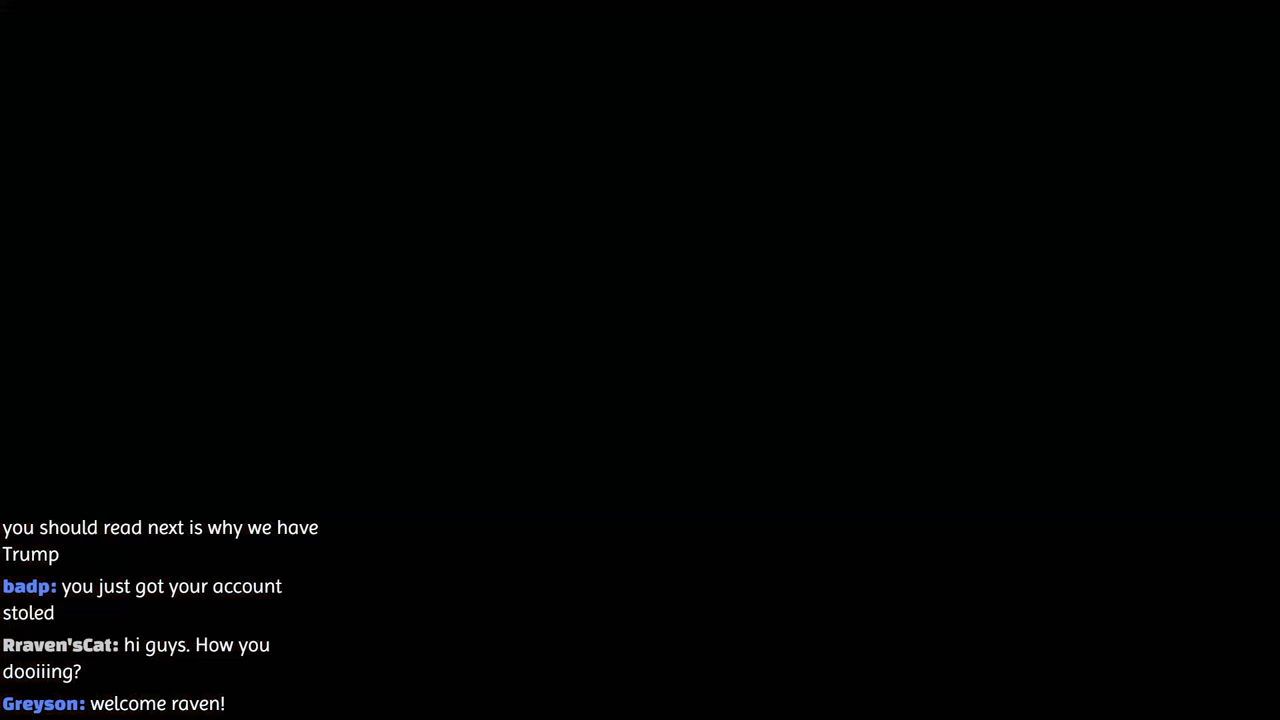 you should read next is why we have
Trump
badp: you just got your account
stoled
Rraven'sCat: hi guys. How you
dooiiing?
Greyson: welcome raven!